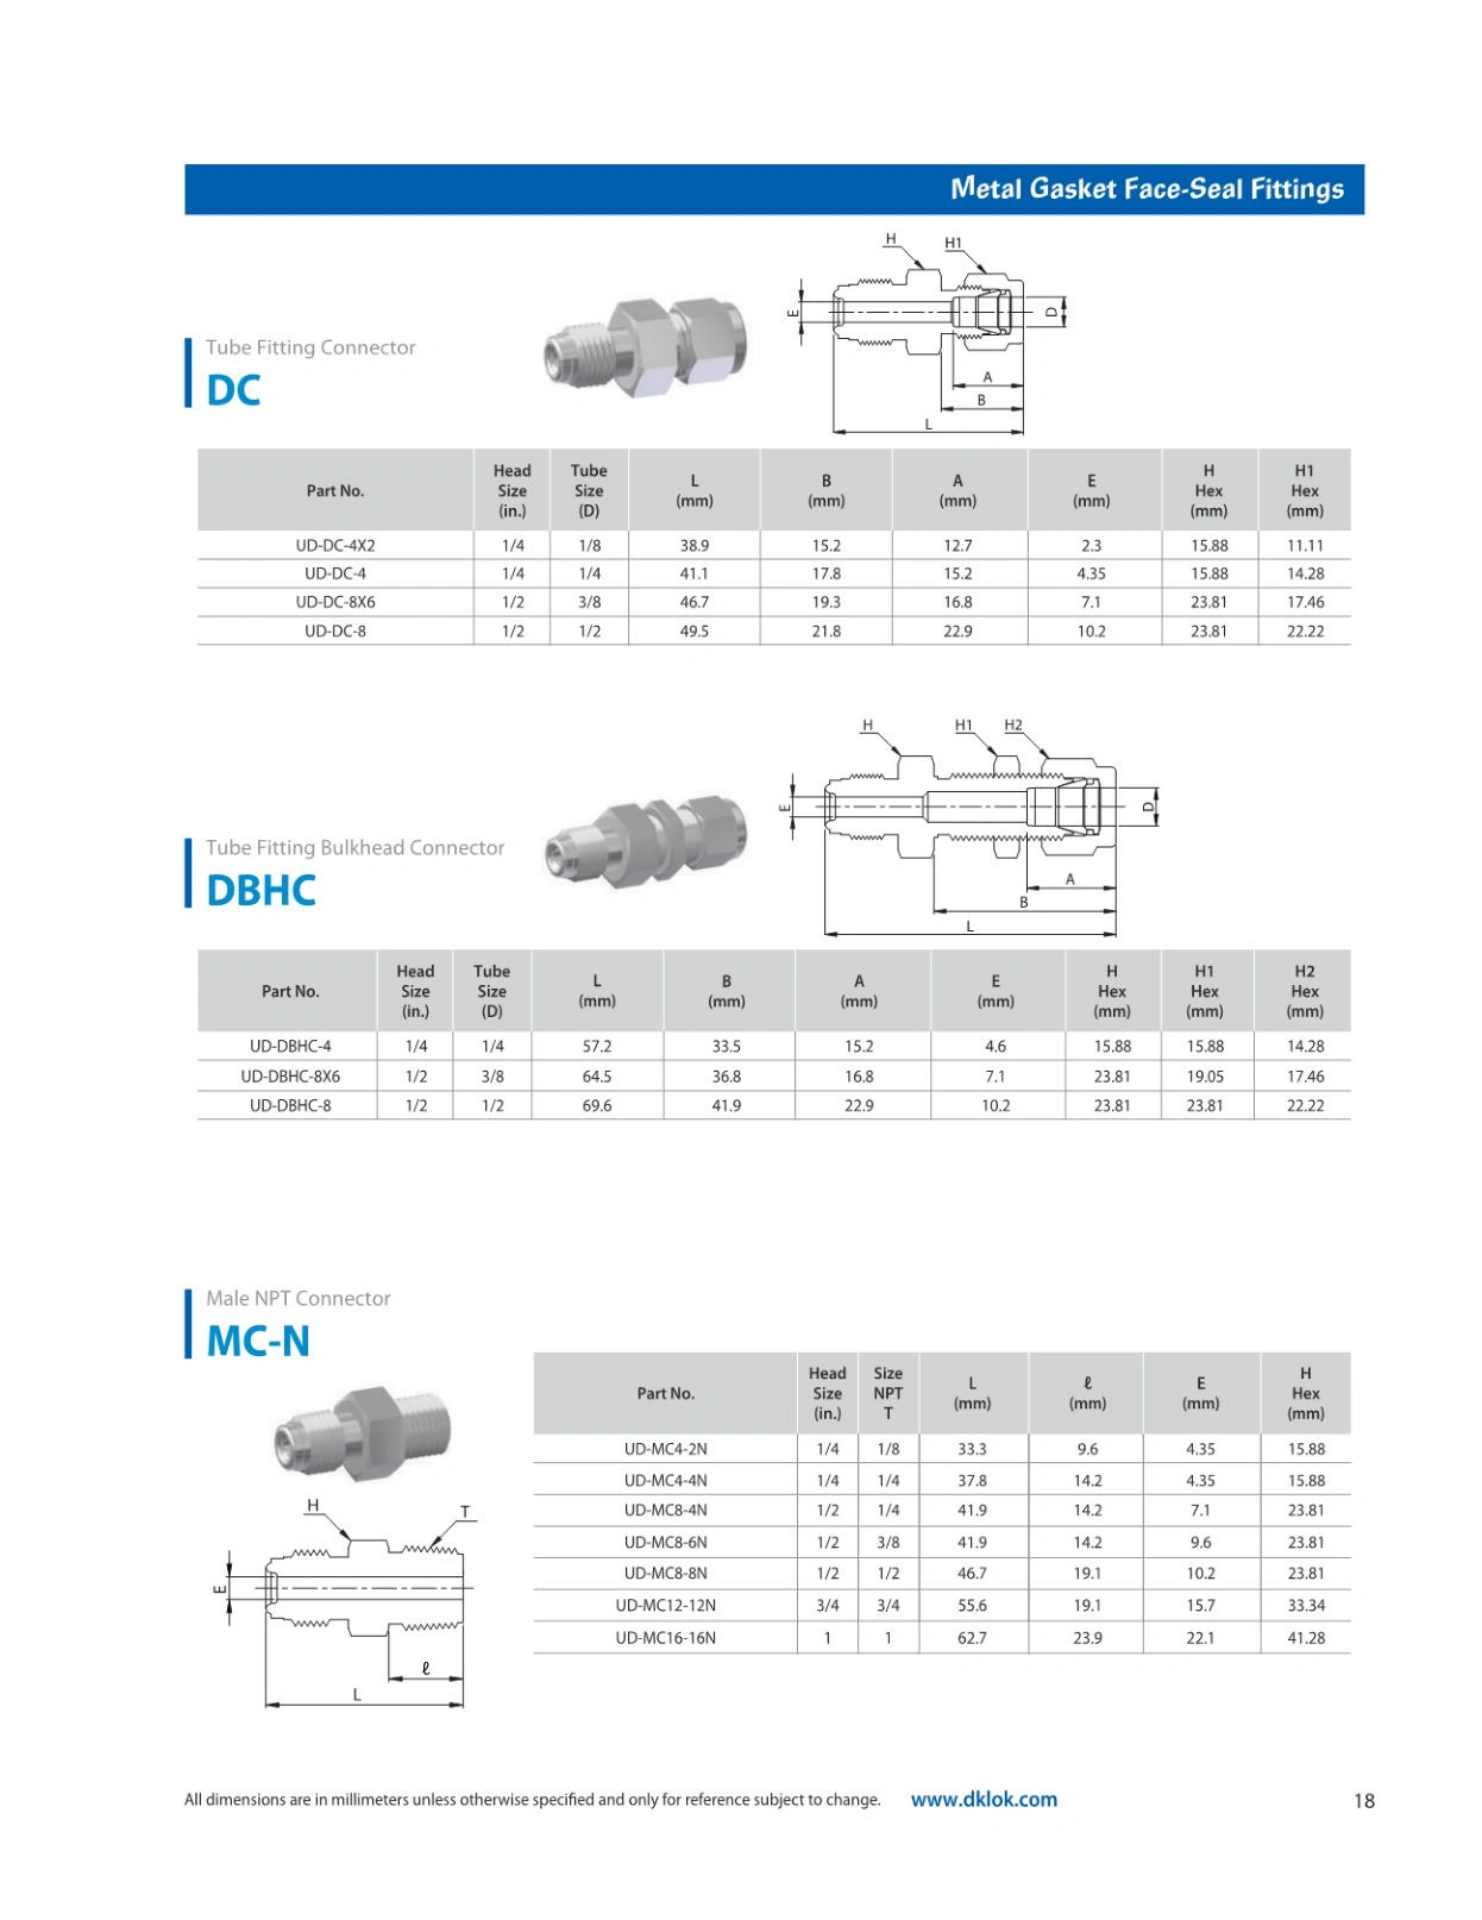 Metal Gasket Face-Seal Fittings
H H1
E D
A
B
L
Tube Fitting Connector
DC
Part No. Head Size (in.) Tube Size (D) L (mm) B (mm) A (mm) E (mm) H Hex (mm) H1 Hex (mm)
UD-DC-4X2 1/4 1/8 38.9 15.2 12.7 2.3 15.88 11.11
UD-DC-4 1/4 1/4 41.1 17.8 15.2 4.35 15.88 14.28
UD-DC-8X6 1/2 3/8 46.7 19.3 16.8 7.1 23.81 17.46
UD-DC-8 1/2 1/2 49.5 21.8 22.9 10.2 23.81 22.22
H H1 H2
E D
A
B
L
Tube Fitting Bulkhead Connector
DBHC
Part No. Head Size (in.) Tube Size (D) L (mm) B (mm) A (mm) E (mm) H Hex (mm) H1 Hex (mm) H2 Hex (mm)
UD-DBHC-4 1/4 1/4 57.2 33.5 15.2 4.6 15.88 15.88 14.28
UD-DBHC-8X6 1/2 3/8 64.5 36.8 16.8 7.1 23.81 19.05 17.46
UD-DBHC-8 1/2 1/2 69.6 41.9 22.9 10.2 23.81 23.81 22.22
Male NPT Connector
MC-N
Part No. Head Size (in.) Size NPT T L (mm) ℓ (mm) E (mm) H Hex (mm)
UD-MC4-2N 1/4 1/8 33.3 9.6 4.35 15.88
UD-MC4-4N 1/4 1/4 37.8 14.2 4.35 15.88
UD-MC8-4N 1/2 1/4 41.9 14.2 7.1 23.81
UD-MC8-6N 1/2 3/8 41.9 14.2 9.6 23.81
UD-MC8-8N 1/2 1/2 46.7 19.1 10.2 23.81
UD-MC12-12N 3/4 3/4 55.6 19.1 15.7 33.34
UD-MC16-16N 1 1 62.7 23.9 22.1 41.28
H T
E
ℓ
L
All dimensions are in millimeters unless otherwise specified and only for reference subject to change. www.dklok.com 18